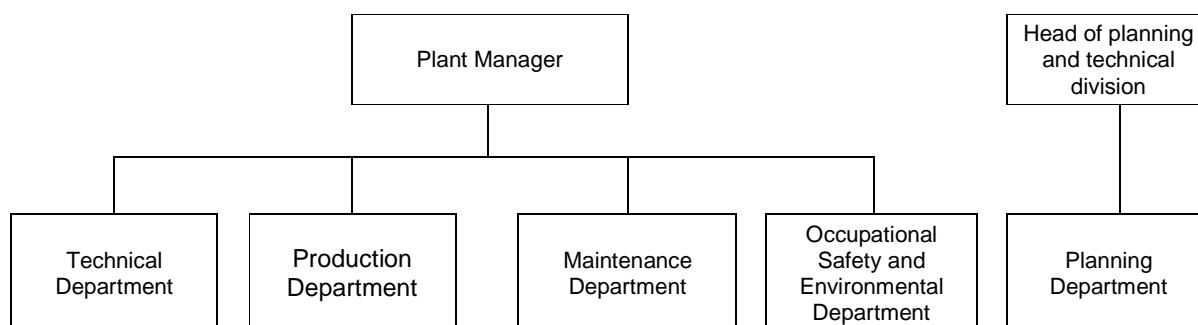 Plant Manager
Head of planning
and technical
division
Technical
Department
Production
Department
Maintenance
Department
Occupational
Safety and
Environmental
Department
Planning
Department